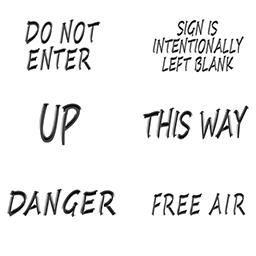 DO NOT
ENTER
SIGN IS
INTENTIONALLY
LEFT BLANK
UP
THIS WAY
DANGER
FREE AIR